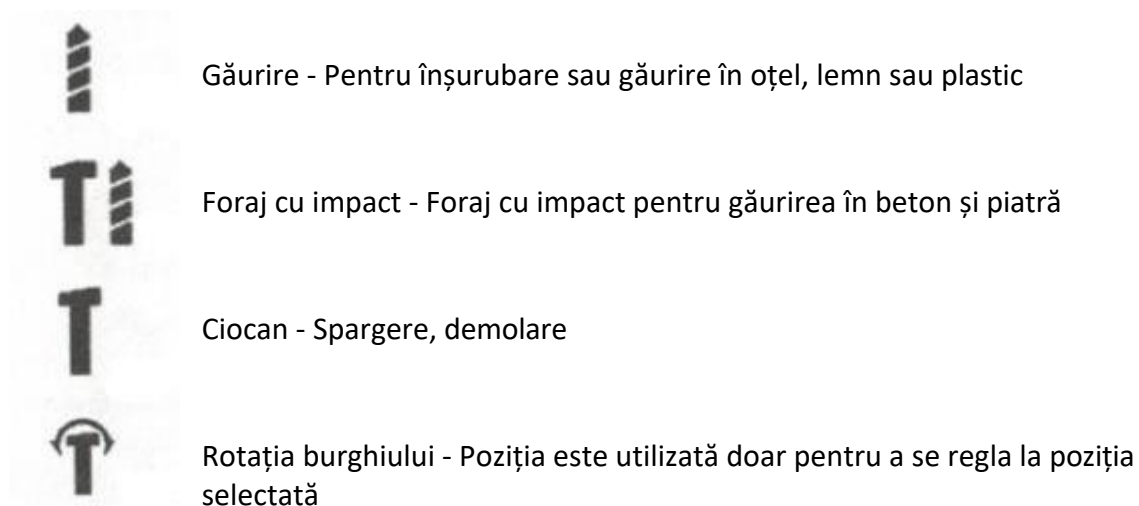 Găurire - Pentru înșurubare sau găurire în oțel, lemn sau plastic
Foraj cu impact - Foraj cu impact pentru găurirea în beton și piatră
Ciocan - Spargere, demolare
Rotația burghiului - Poziția este utilizată doar pentru a se regla la poziția
selectată